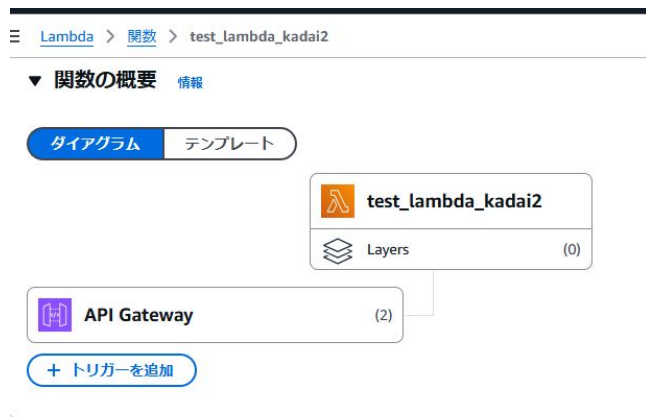 Lambda > 関数 > test_lambda_kadai2
▼ 関数の概要 情報
ダイアグラム テンプレート
test_lambda_kadai2
Layers (0)
API Gateway (2)
+ トリガーを追加